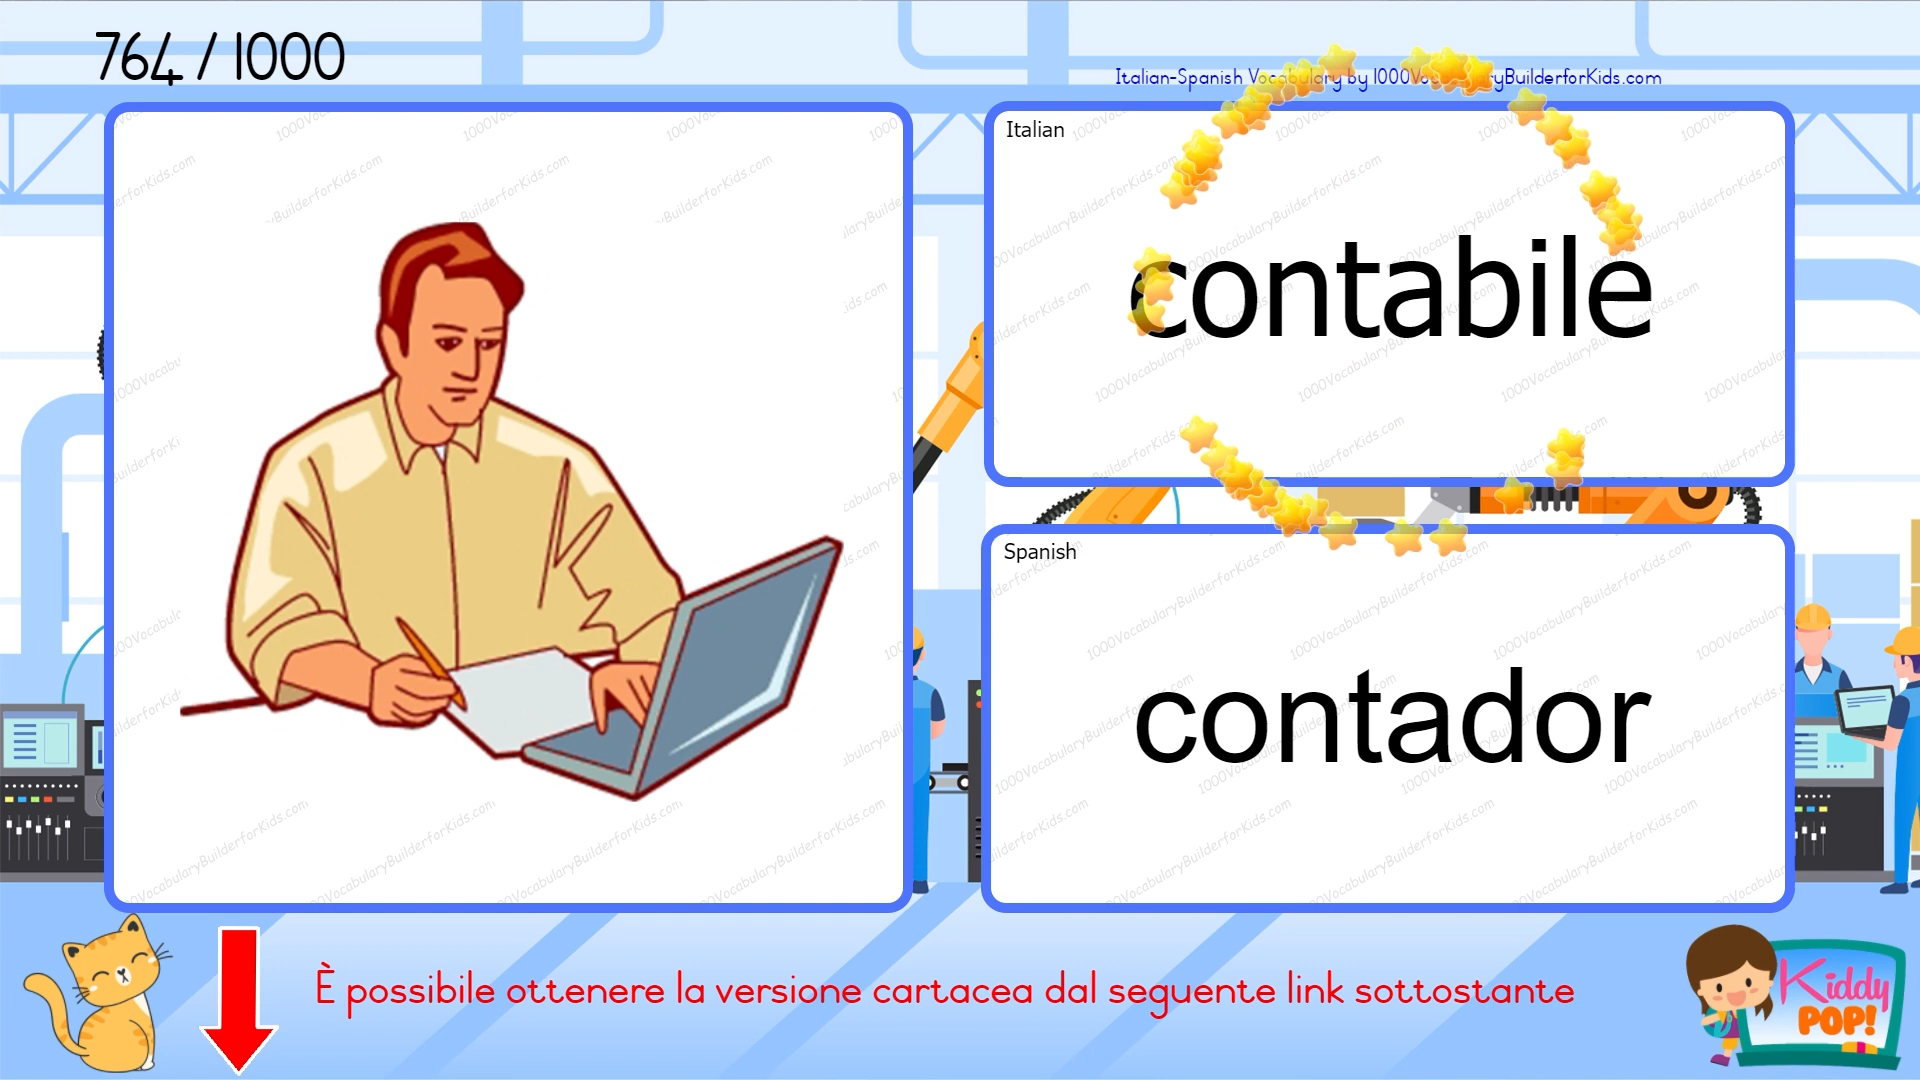 764 / 1000
Italian-Spanish Vocabulary by 1000VocabularyBuilderforKids.com
Italian
contabile
Spanish
contador
È possibile ottenere la versione cartacea dal seguente link sottostante
Kiddy
POP!